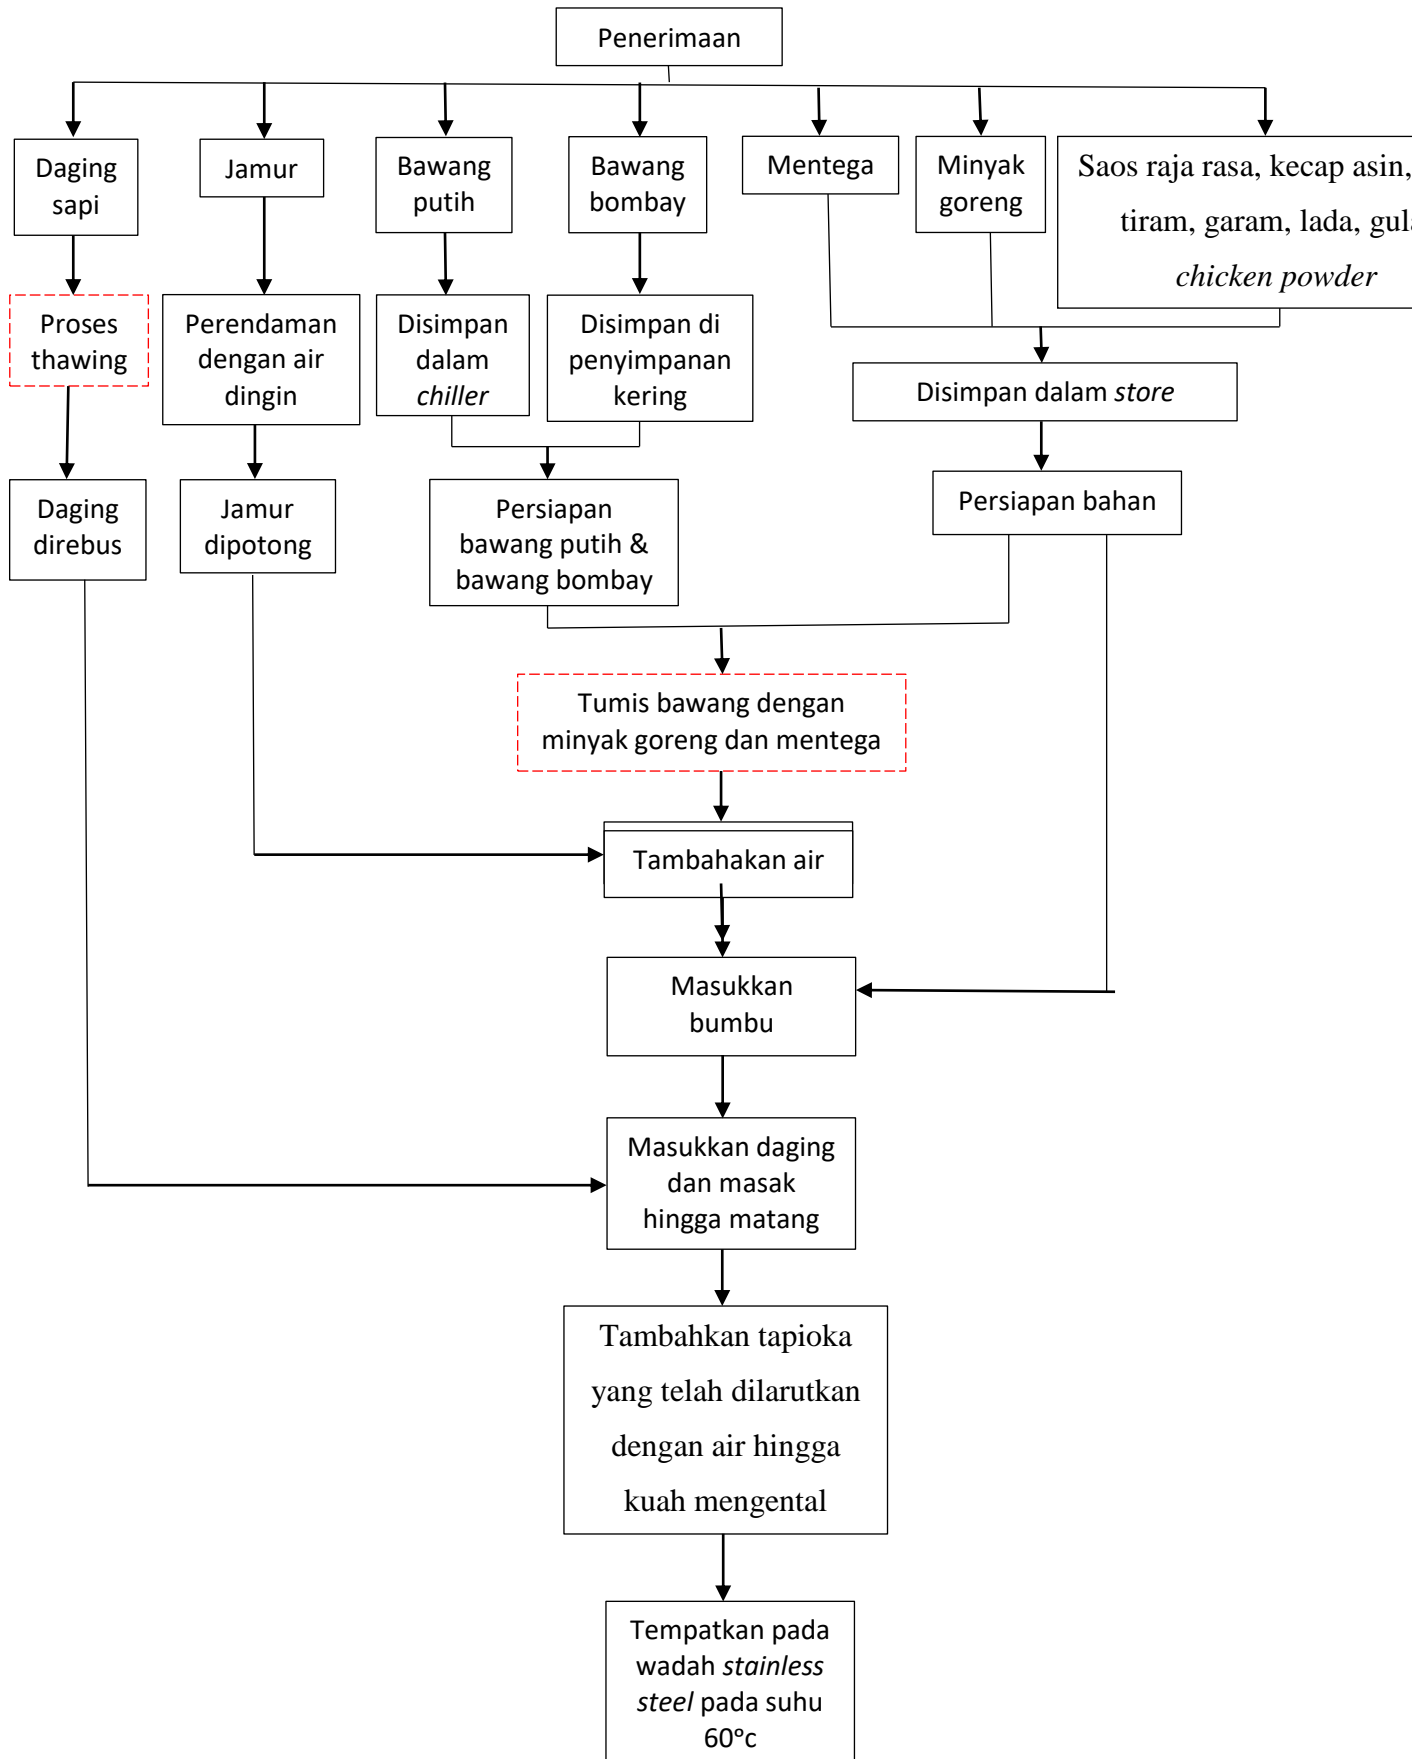 Penerimaan
Daging
sapi
Jamur
Bawang
putih
Bawang
bombay
Mentega
Minyak
goreng
Saos raja rasa, kecap asin,
tiram, garam, lada,
chicken powder
Proses
thawing
Perendaman
dengan air
dingin
Disimpan
dalam
chiller
Disimpan di
penyimpanan
kering
Disimpan dalam store
Daging
direbus
Jamur
dipotong
Persiapan
bawang putih &
bawang bombay
Persiapan bahan
Tumis bawang dengan
minyak goreng dan mentega
Tambahakan air
Masukkan
bumbu
Masukkan daging
dan masak
hingga matang
Tambahkan tapioka
yang telah dilarutkan
dengan air hingga
kuah mengental
Tempatkan pada
wadah stainless
steel pada suhu
60°c